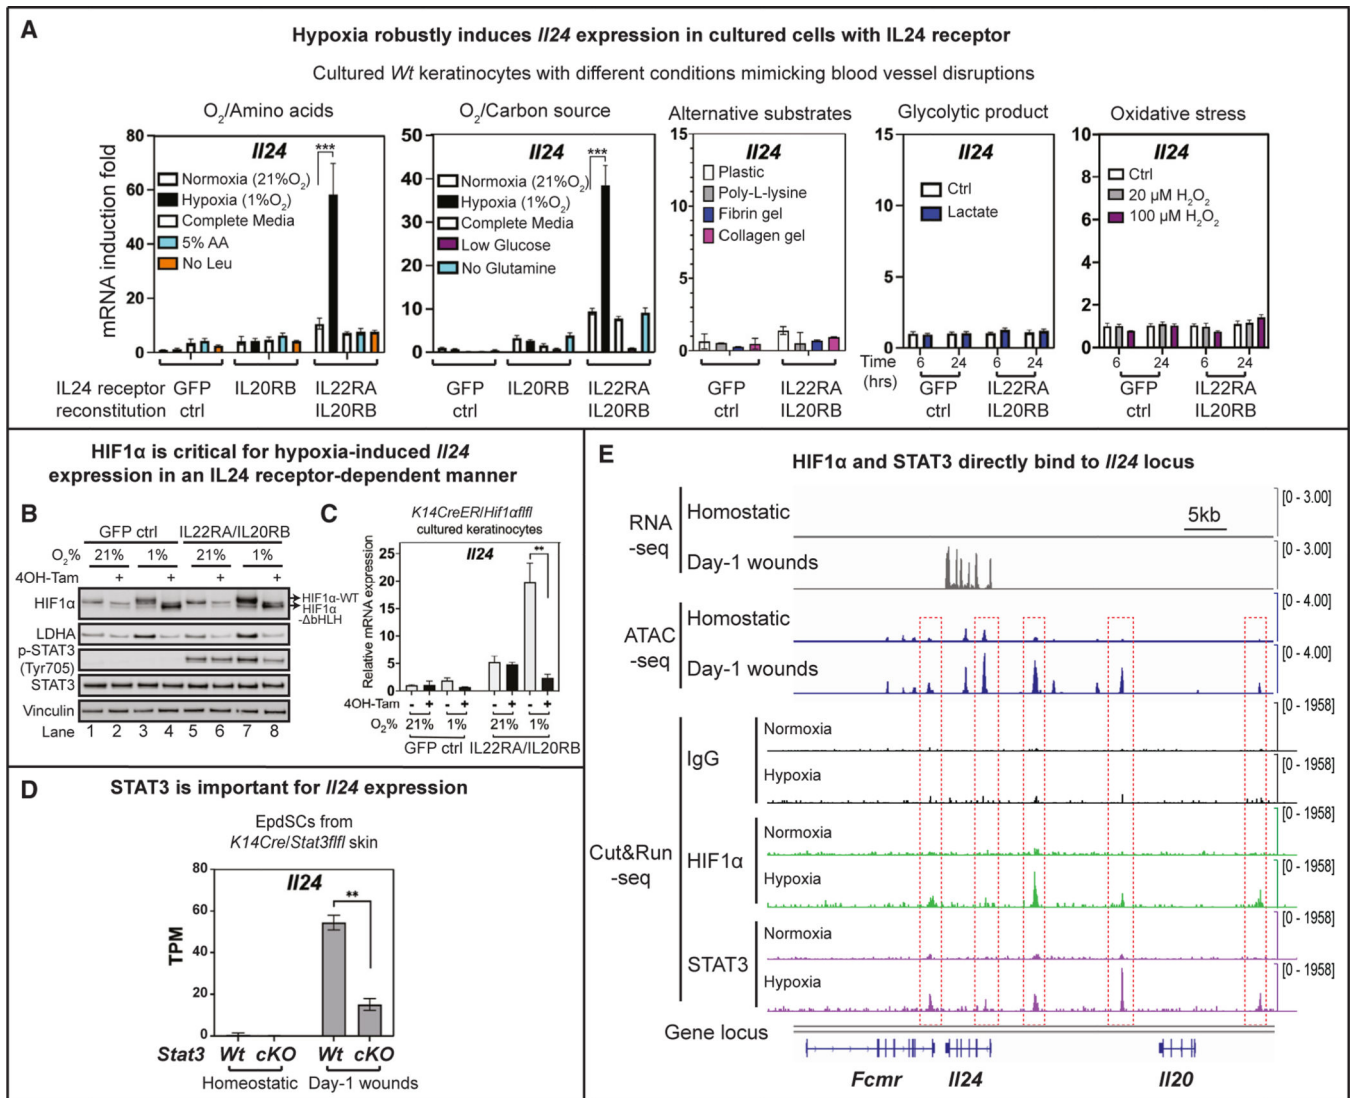 A
Hypoxia robustly induces Il24 expression in cultured cells with IL24 receptor
Cultured Wt keratinocytes with different conditions mimicking blood vessel disruptions
O2/Amino acids
mRNA induction fold
80
60
40
20
0
Il24
***
Normoxia (21%O2)
Hypoxia (1%O2)
Complete Media
5% AA
No Leu
IL24 receptor
reconstitution
GFP
ctrl
IL20RB
IL22RA
IL20RB
O2/Carbon source
50
40
30
20
10
0
Il24
***
Normoxia (21%O2)
Hypoxia (1%O2)
Complete Media
Low Glucose
No Glutamine
GFP
ctrl
IL20RB
IL22RA
IL20RB
Alternative substrates
15
10
5
0
Il24
Plastic
Poly-L-lysine
Fibrin gel
Collagen gel
GFP
ctrl
IL22RA
IL20RB
Glycolytic product
15
10
5
0
Il24
Ctrl
Lactate
Time
(hrs)
6 24 6 24
GFP
ctrl
IL22RA
IL20RB
Oxidative stress
10
8
6
4
2
0
Il24
Ctrl
20 µM H2O2
100 µM H2O2
6 24 6 24
GFP
ctrl
IL22RA
IL20RB
HIF1α is critical for hypoxia-induced Il24
expression in an IL24 receptor-dependent manner
B
GFP ctrl IL22RA/IL20RB
O2% 21% 1% 21% 1%
4OH-Tam + + + +
HIF1α
HIF1α-WT
HIF1α
-ΔbHLH
LDHA
p-STAT3
(Tyr705)
STAT3
Vinculin
Lane 1 2 3 4 5 6 7 8
C
K14CreER/Hif1αflfl
cultured keratinocytes
Relative mRNA expression
25
20
15
10
5
0
Il24
**
4OH-Tam - + - + - + - +
O2% 21% 1% 21% 1%
GFP ctrl IL22RA/IL20RB
D
STAT3 is important for Il24 expression
EpdSCs from
K14Cre/Stat3flfl skin
TPM
80
60
40
20
0
Il24
**
Stat3 Wt cKO Wt cKO
Homeostatic Day-1 wounds
E
HIF1α and STAT3 directly bind to Il24 locus
RNA
-seq
Homostatic
[0 - 3.00]
5kb
Day-1 wounds
[0 - 3.00]
ATAC
-seq
Homostatic
[0 - 4.00]
Day-1 wounds
[0 - 4.00]
Cut&Run
-seq
IgG
Normoxia
[0 - 1958]
Hypoxia
[0 - 1958]
HIF1α
Normoxia
[0 - 1958]
Hypoxia
[0 - 1958]
STAT3
Normoxia
[0 - 1958]
Hypoxia
[0 - 1958]
Gene locus
Fcmr Il24 Il20